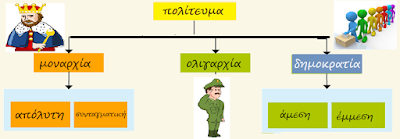 πολίτευμα
μοναρχία ολιγαρχία δημοκρατία
απόλυτη συνταγματική άμεση έμμεση